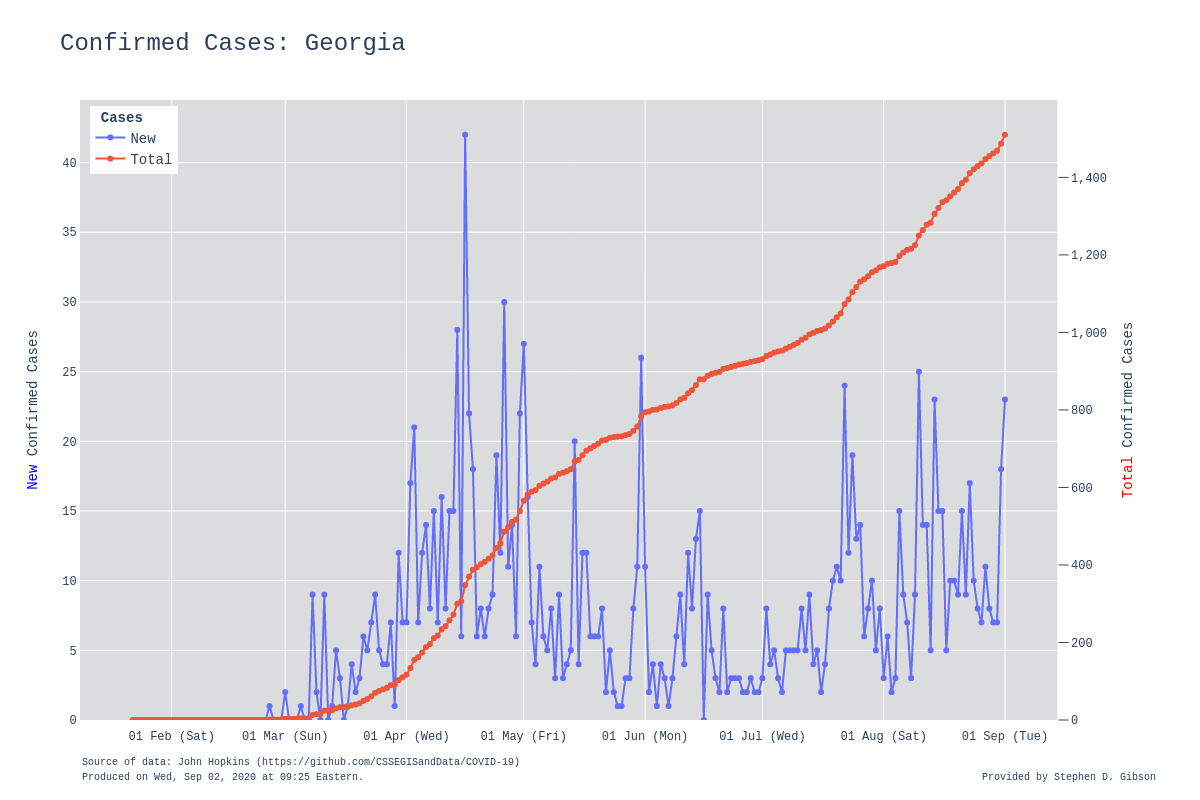 Confirmed Cases: Georgia
Cases
New
Total
40
35
30
25
20
15
10
5
0
1,400
1,200
1,000
800
600
400
200
0
New Confirmed Cases
Total Confirmed Cases
01 Feb (Sat) 01 Mar (Sun) 01 Apr (Wed) 01 May (Fri) 01 Jun (Mon) 01 Jul (Wed) 01 Aug (Sat) 01 Sep (Tue)
Source of data: John Hopkins (https://github.com/CSSEGISandData/COVID-19)
Produced on Wed, Sep 02, 2020 at 09:25 Eastern.
Provided by Stephen D. Gibson